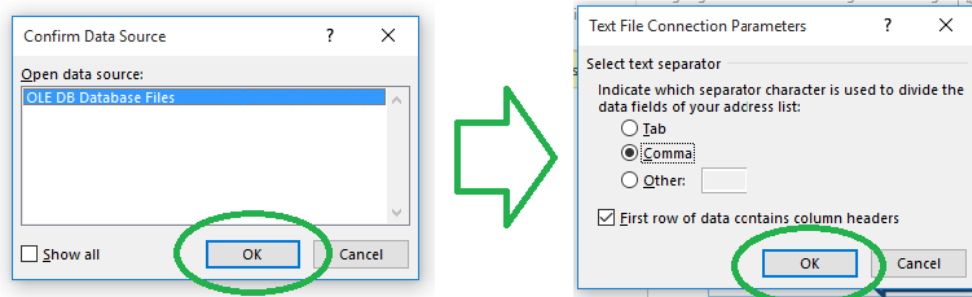 Confirm Data Source ? X
Open data source:
OLE DB Database Files
Show all
OK
Cancel
Text File Connection Parameters ? X
Select text separator
Indicate which separator character is used to divide the
data fields of your address list:
Tab
Comma
Other:
First row of data contains column headers
OK
Cancel